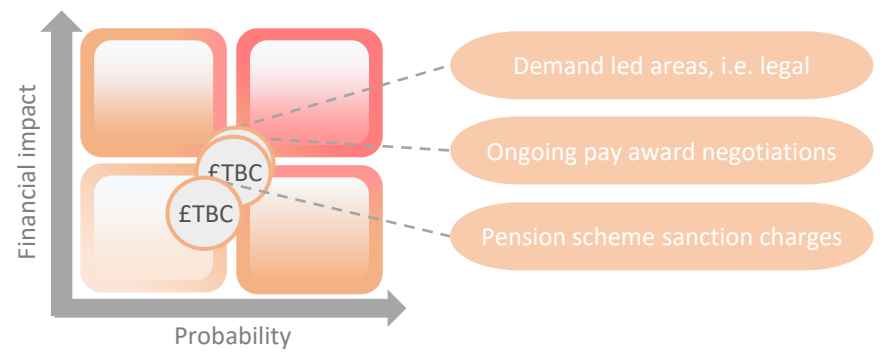 Financial impact
Demand led areas, i.e. legal
Ongoing pay award negotiations
£TBC
£TBC
Pension scheme sanction charges
Probability